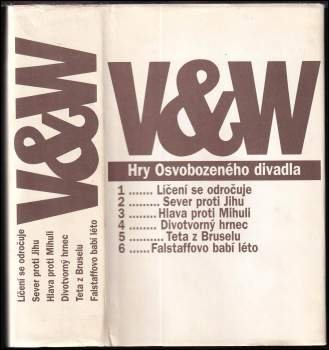 V&W
Líčení se odročuje
Sever proti Jihu
Hlava proti Mihuli
Divotvorný hrnec
Teta z Bruselu
Falstaffovo babí léto
V&W
Hry Osvobozeného divadla
1 ....... Líčení se odročuje
2 .......... Sever proti Jihu
3 ....... Hlava proti Mihuli
4 ....... Divotvorný hrnec
5 .......... Teta z Bruselu
6 ...... Falstaffovo babí léto